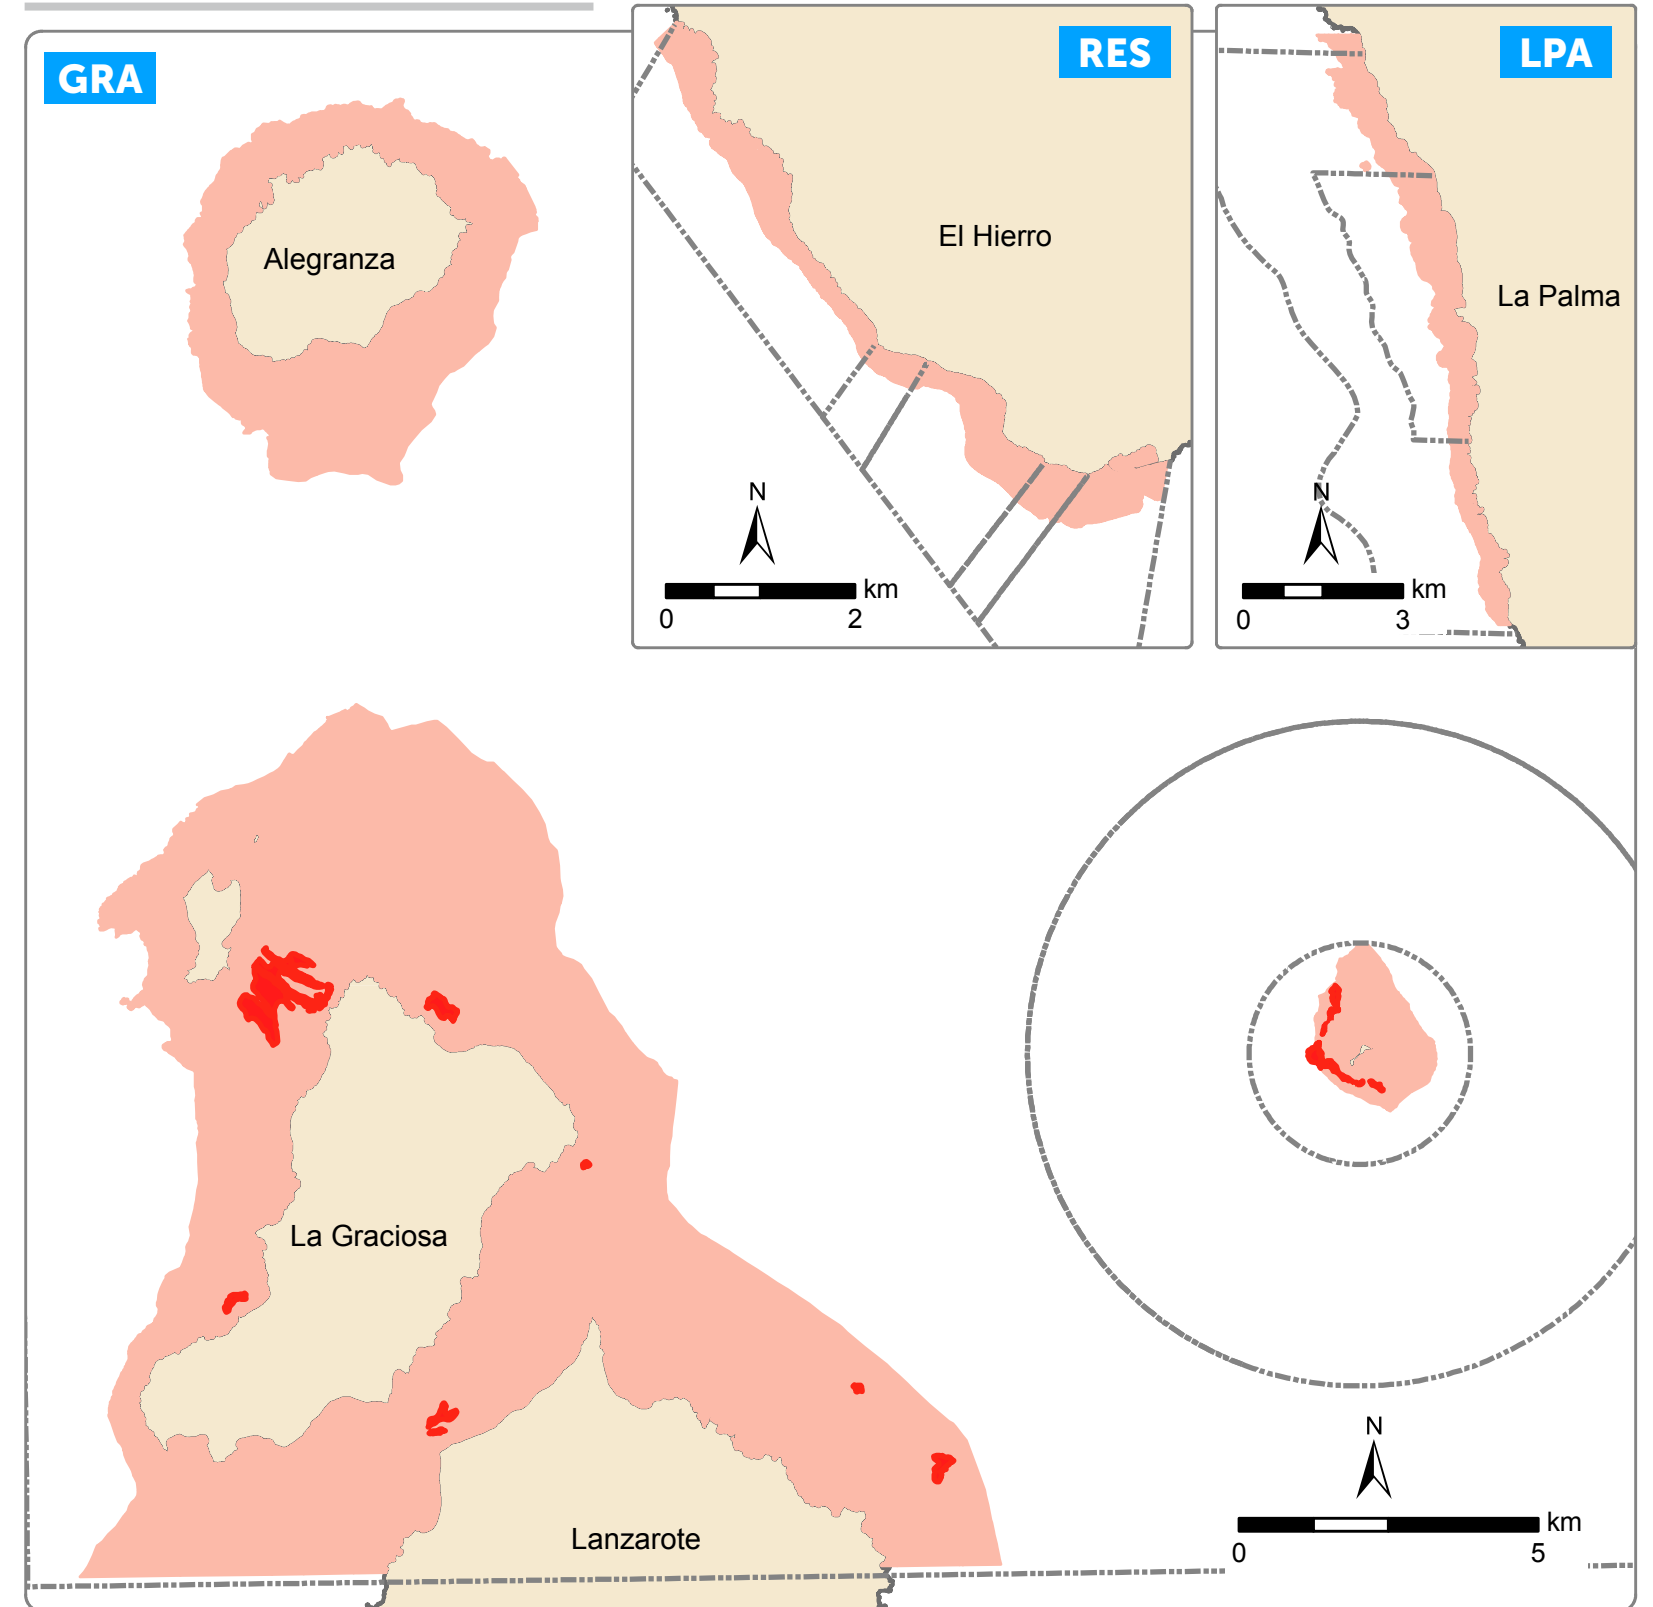 GRA
RES
LPA
Alegranza
El Hierro
La Palma
N
km
0 2
N
km
0 3
La Graciosa
Lanzarote
N
km
0 5